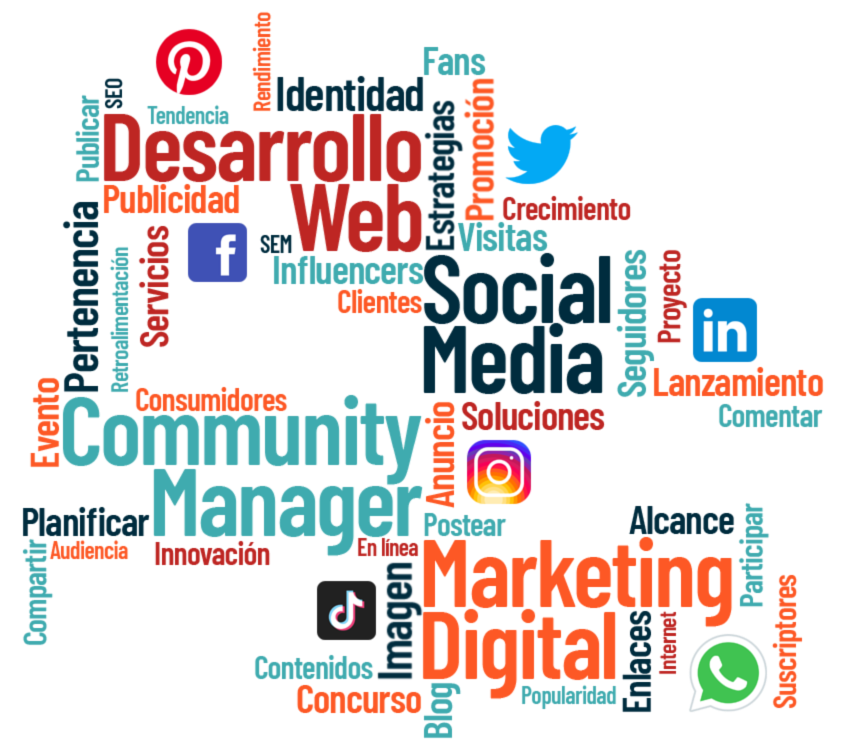 Fans
Rendimiento
SEO
Identidad
Tendencia
Publicar
Desarrollo
Web
Estrategias
Promoción
Publicidad
Crecimiento
Pertenencia
Servicios
Retroalimentación
f
SEM
Visitas
Influencers
Clientes
Social
Media
Seguidores
Proyecto
in
Lanzamiento
Comentar
Evento
Consumidores
Community
Manager
Anuncio
Soluciones
Planificar
Audiencia
Innovación
En línea
Postear
Alcance
Participar
Compartir
Imagen
Marketing
Digital
Enlaces
Internet
Suscriptores
Contenidos
Concurso
Blog
Popularidad